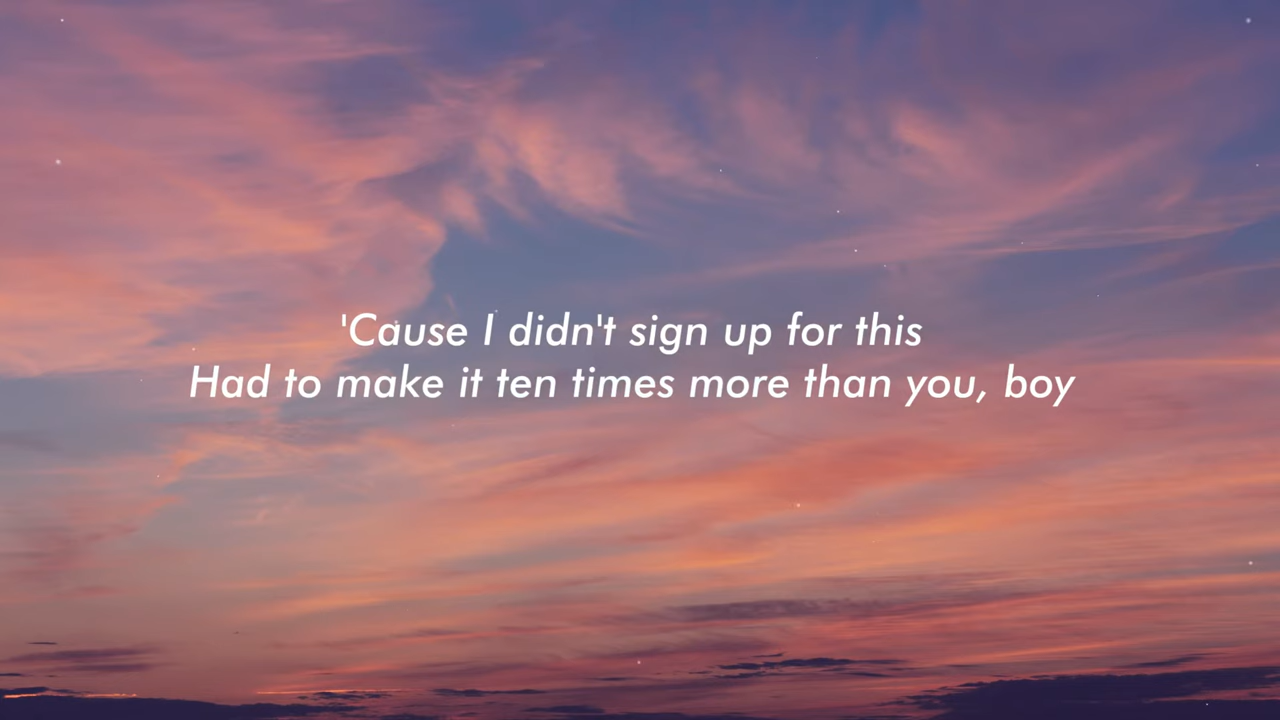 'Cause I didn't sign up for this
Had to make it ten times more than you, boy